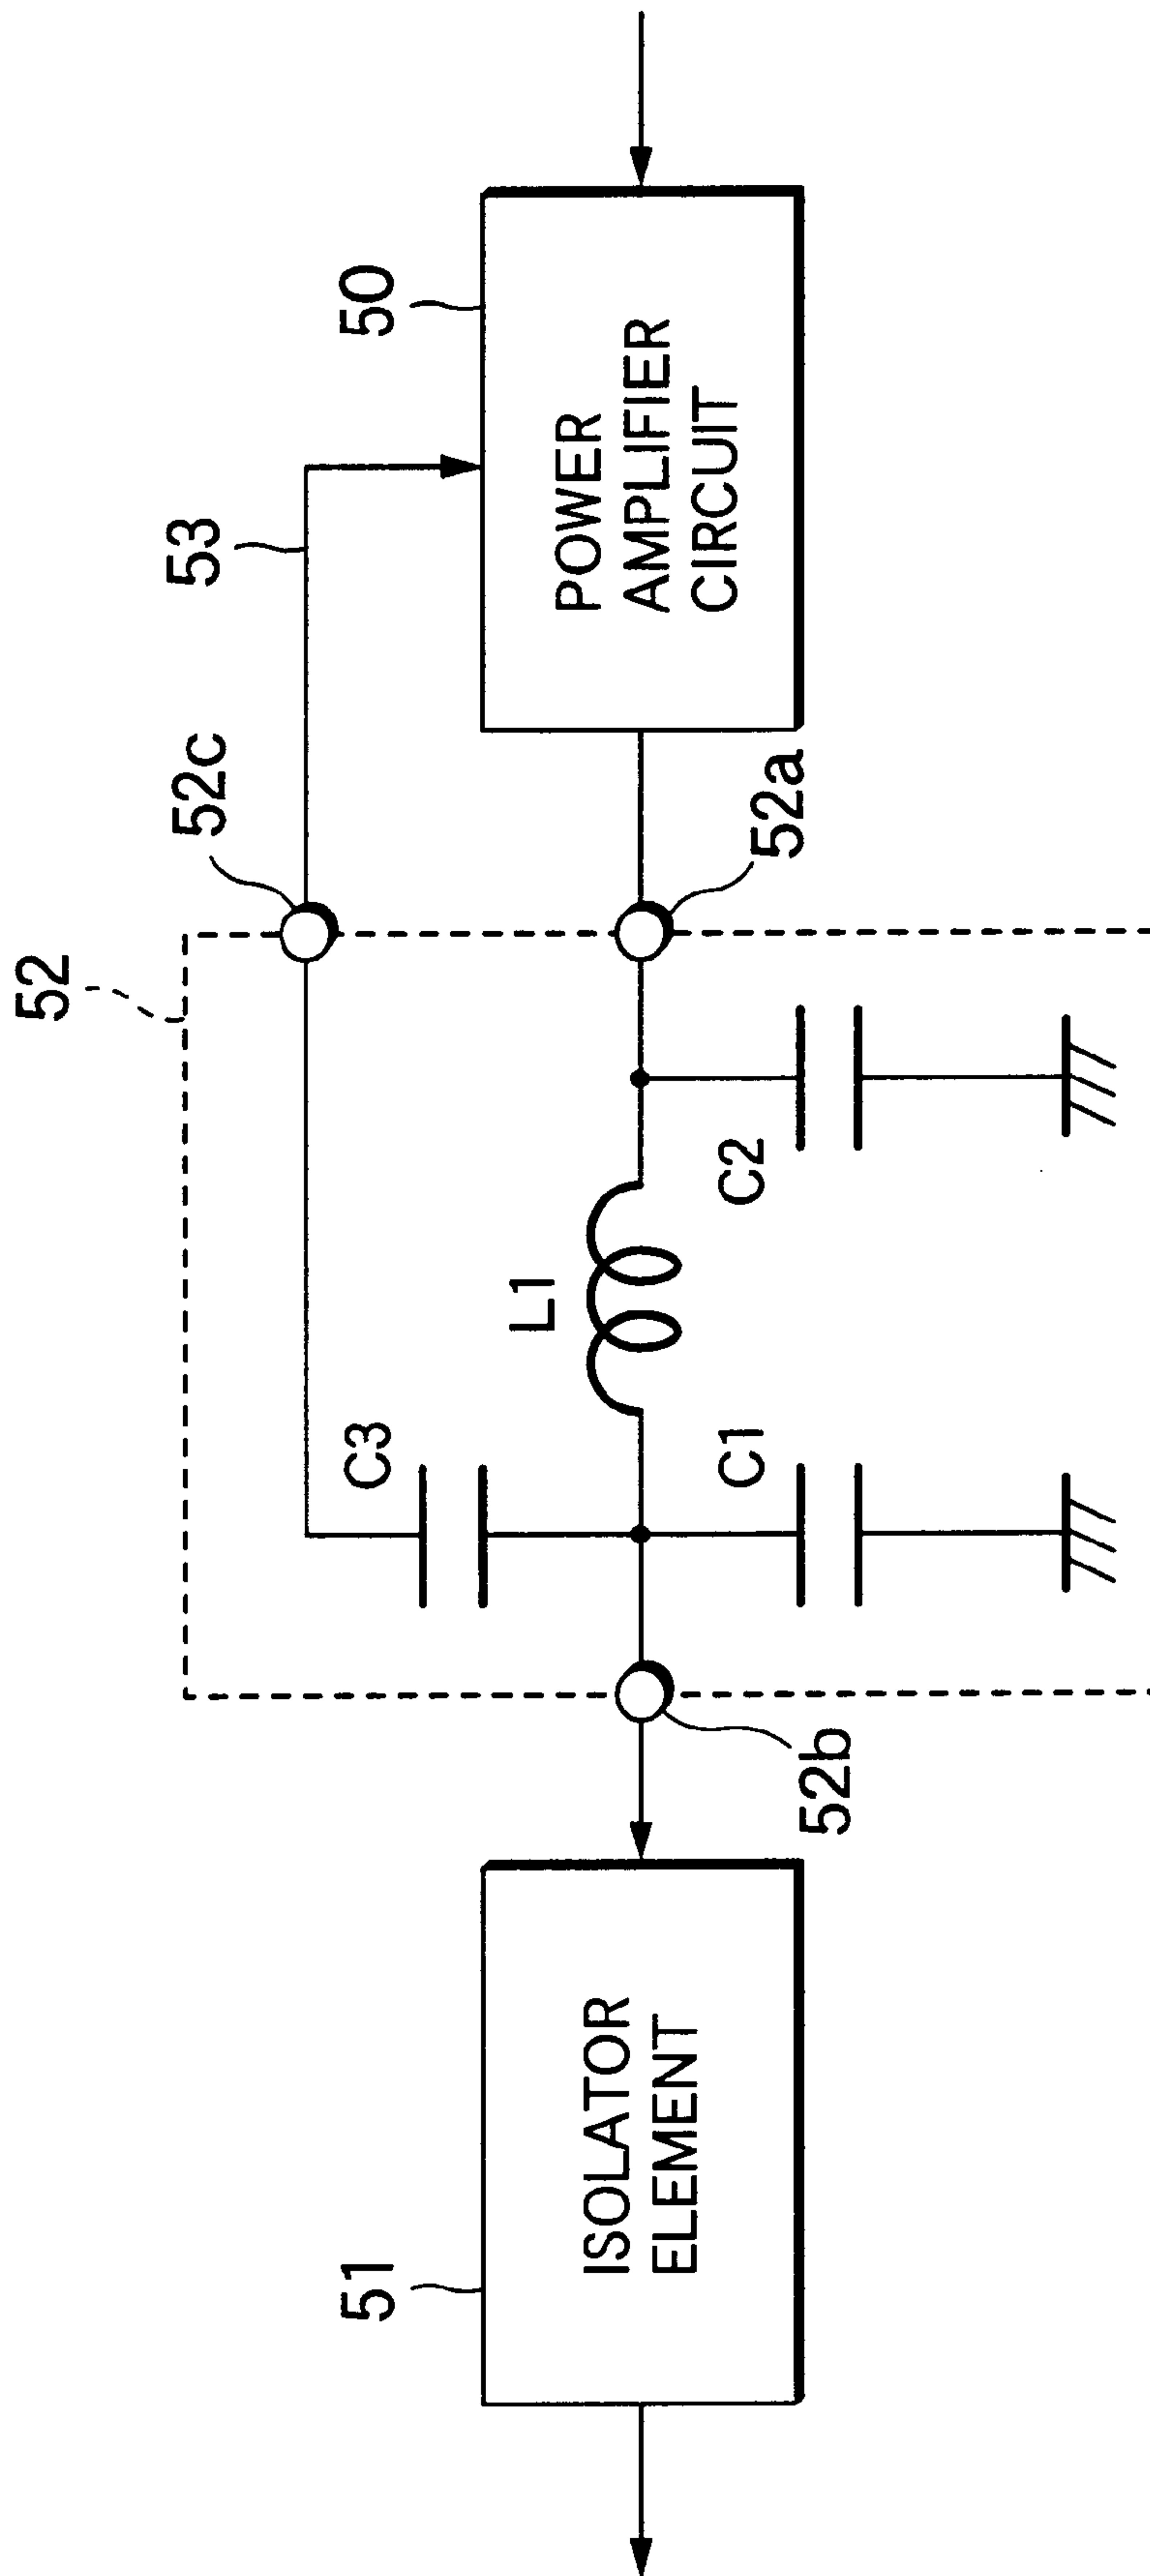 52
53
52c
50
POWER
AMPLIFIER
CIRCUIT
52a
C3
L1
C2
C1
52b
51
ISOLATOR
ELEMENT